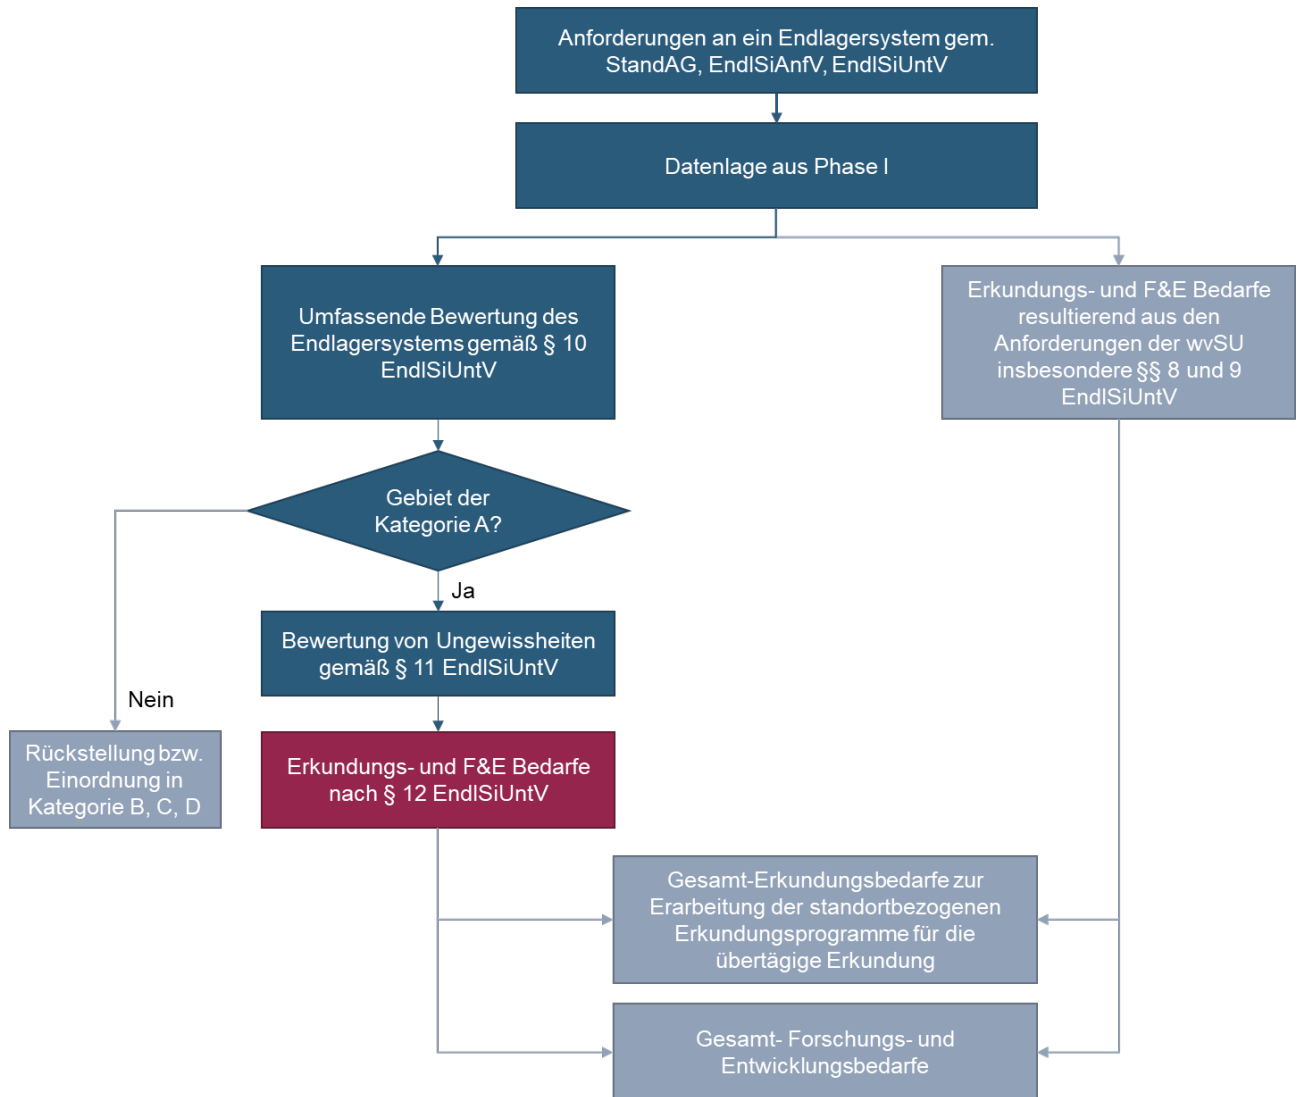 Anforderungen an ein Endlagersystem gem.
StandAG, EndlSiAnfV, EndlSiUntV
Datenlage aus Phase I
Umfassende Bewertung des
Endlagersystems gemäß § 10
EndlSiUntV
Erkundungs- und F&E Bedarfe
resultierend aus den
Anforderungen der wvSU
insbesondere §§ 8 und 9
EndlSiUntV
Gebiet der
Kategorie A?
Ja
Bewertung von Ungewissheiten
gemäß § 11 EndlSiUntV
Nein
Rückstellung bzw.
Einordnung in
Kategorie B, C, D
Erkundungs- und F&E Bedarfe
nach § 12 EndlSiUntV
Gesamt-Erkundungsbedarfe zur
Erarbeitung der standortbezogenen
Erkundungsprogramme für die
übertägige Erkundung
Gesamt- Forschungs- und
Entwicklungsbedarfe